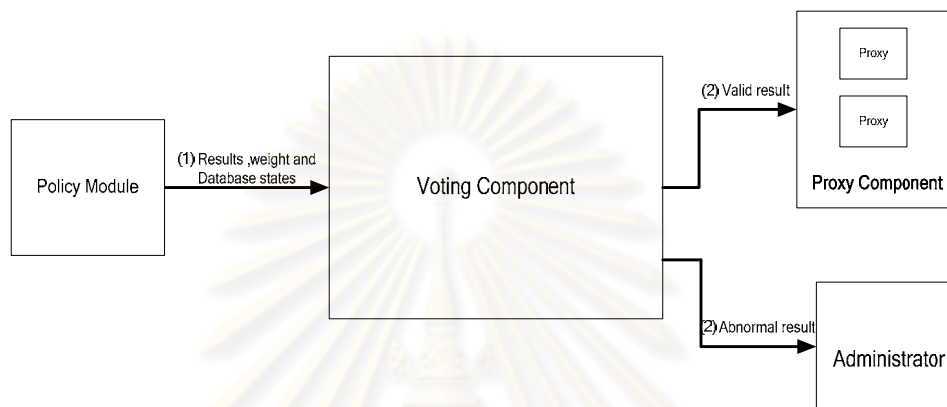 Policy Module
(1) Results ,weight and
Database states
Voting Component
(2) Valid result
Proxy
Proxy
Proxy Component
(2) Abnormal result
Administrator